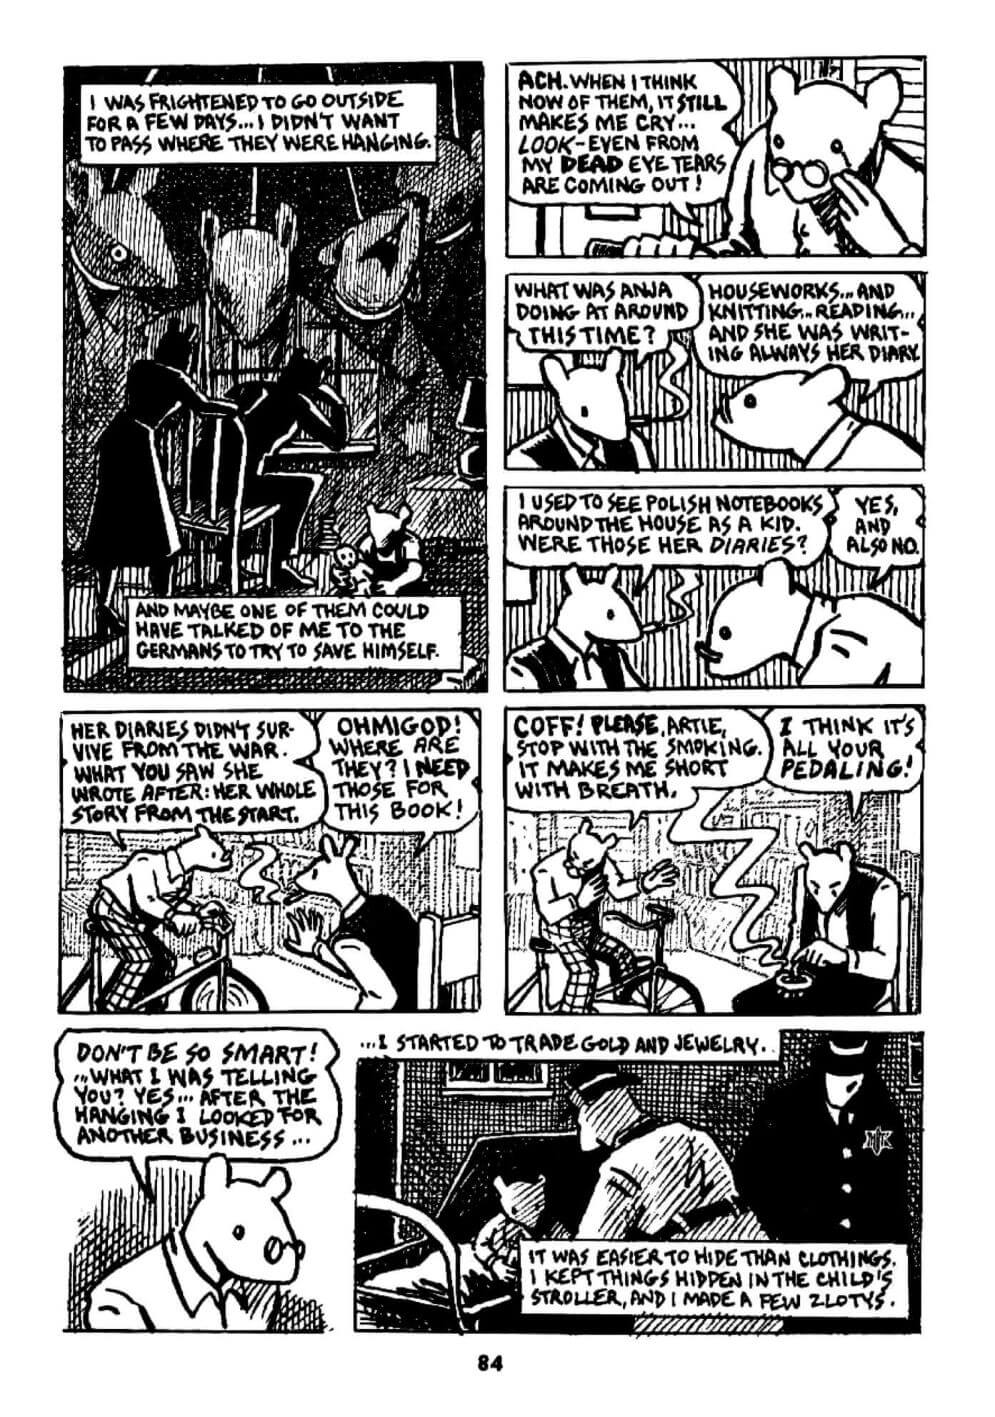 I WAS FRIGHTENED TO GO OUTSIDE
FOR A FEW DAYS... I DIDN'T WANT
TO PASS WHERE THEY WERE HANGING.
AND MAYBE ONE OF THEM COULD
HAVE TALKED OF ME TO THE
GERMANS TO TRY TO SAVE HIMSELF.
ACH. WHEN I THINK
NOW OF THEM, IT STILL
MAKES ME CRY...
LOOK-EVEN FROM
MY DEAD EYE TEARS
ARE COMING OUT!
WHAT WAS ANJA
DOING AT AROUND
THIS TIME?
HOUSEWORKS... AND
KNITTING... READING...
AND SHE WAS WRIT-
ING ALWAYS HER DIARY.
I USED TO SEE POLISH NOTEBOOKS
AROUND THE HOUSE AS A KID.
WERE THOSE HER DIARIES?
YES,
AND
ALSO NO.
HER DIARIES DIDN'T SUR-
VIVE FROM THE WAR.
WHAT YOU SAW SHE
WROTE AFTER: HER WHOLE
STORY FROM THE START.
OHMIGOD!
WHERE ARE
THEY? I NEED
THOSE FOR
THIS BOOK!
COFF! PLEASE, ARTIE,
STOP WITH THE SMOKING.
IT MAKES ME SHORT
WITH BREATH.
I THINK IT'S
ALL YOUR
PEDALING!
DON'T BE SO SMART!
...WHAT I WAS TELLING
YOU? YES... AFTER THE
HANGING I LOOKED FOR
ANOTHER BUSINESS...
...I STARTED TO TRADE GOLD AND JEWELRY...
IT WAS EASIER TO HIDE THAN CLOTHINGS.
I KEPT THINGS HIDDEN IN THE CHILD'S
STROLLER, AND I MADE A FEW ZLOTYS.
84